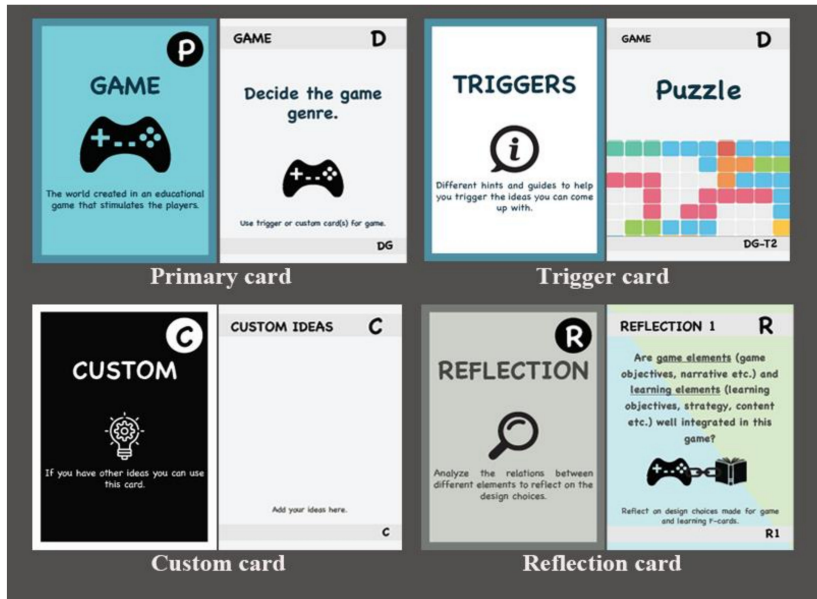 P
GAME
The world created in an educational
game that stimulates the players.
GAME D
Decide the game
genre.
Use trigger or custom card(s) for game.
DG
Primary card
TRIGGERS
i
Different hints and guides to help
you trigger the ideas you can come
up with.
GAME D
Puzzle
DG-T2
Trigger card
C
CUSTOM
If you have other ideas you can use
this card.
CUSTOM IDEAS C
Add your ideas here.
C
Custom card
R
REFLECTION
Analyze the relations between
different elements to reflect on the
design choices.
REFLECTION 1 R
Are game elements (game
objectives, narrative etc.) and
learning elements (learning
objectives, strategy, content
etc.) well integrated in this
game?
Reflect on design choices made for game
and learning F-cards.
R1
Reflection card